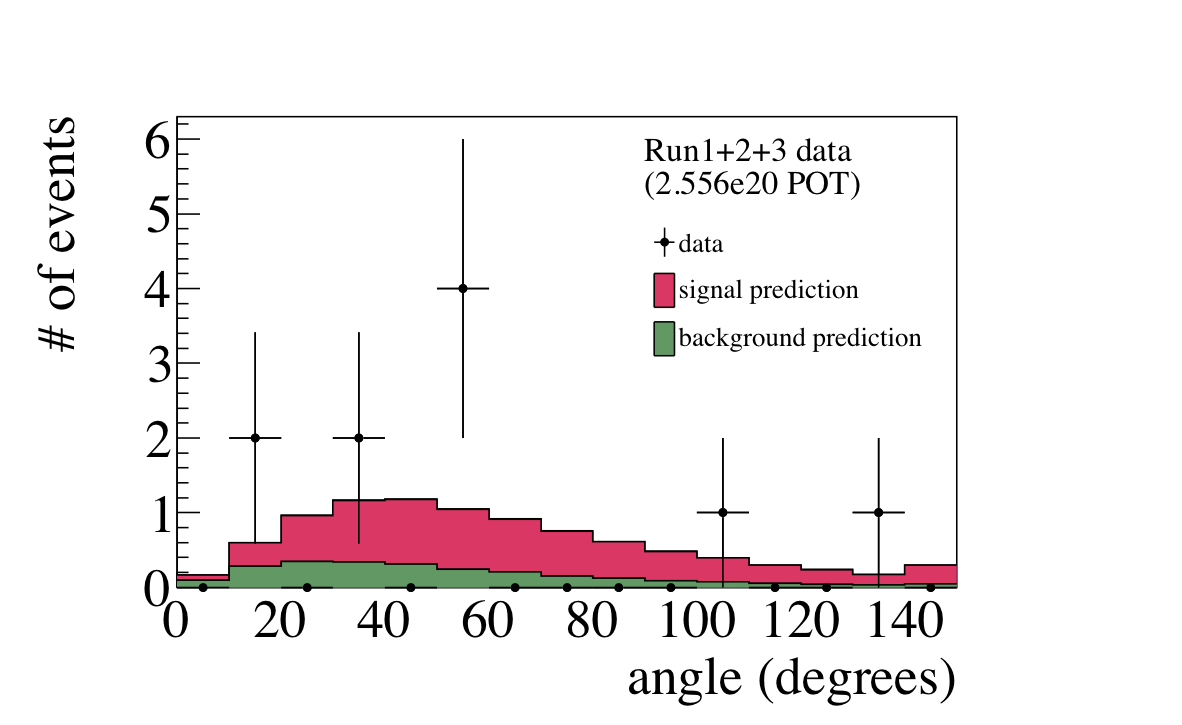 # of events
6
5
4
3
2
1
0
Run1+2+3 data
(2.556e20 POT)
data
signal prediction
background prediction
0 20 40 60 80 100 120 140
angle (degrees)